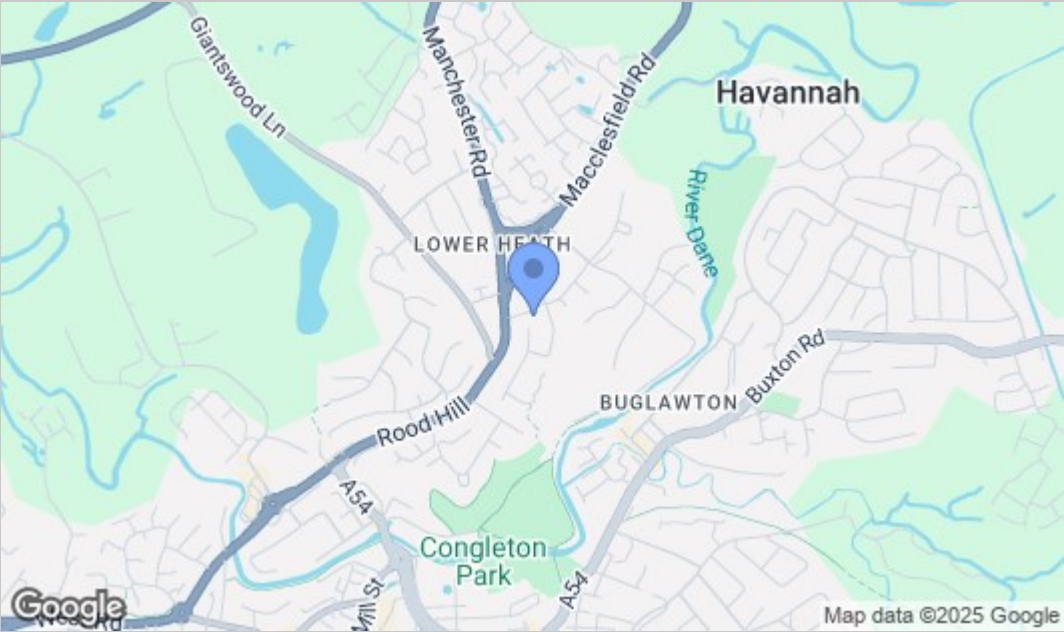 Giantswood Ln
Manchester Rd
Macclesfield Rd
Havannah
River Dane
LOWER HEATH
Buxton Rd
BUGLAWTON
Rood Hill
A54
Congleton
Park
A54
Mill St
Rd
Google
Map data ©2025 Google